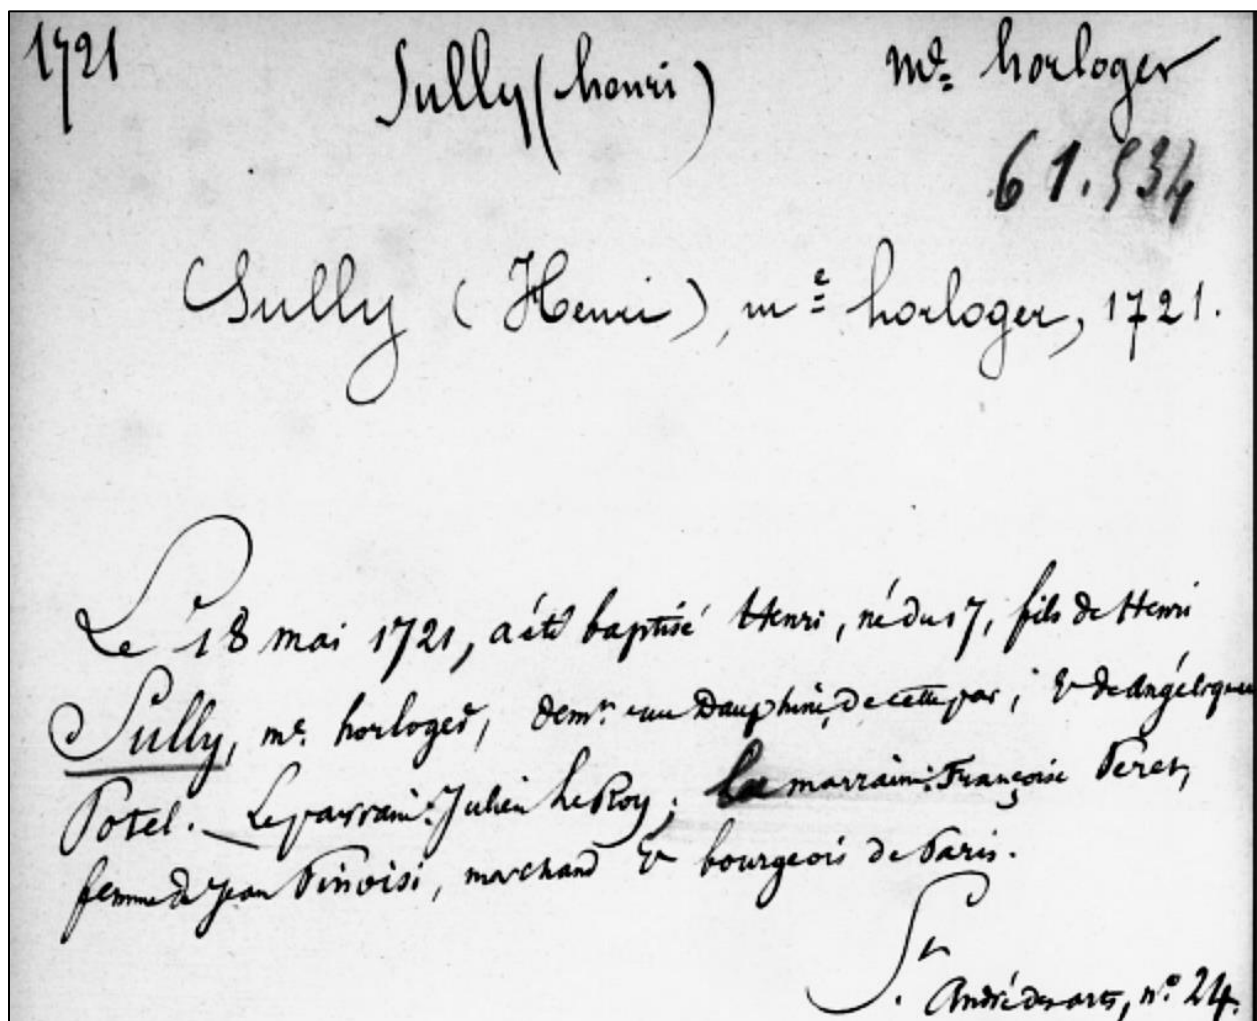 1721 Sully (henri) md. horloger
61.534
Sully (Henri), me horloger, 1721.
Le 18 mai 1721, a été baptisé Henri, né du 17, fils de Henri
Sully, me. horloger, demt. rue Dauphine, de cette par; & de Angélique
Potel. — Le parrain: Julien Le Roy; la marraine: Françoise Peret,
femme de Jean Pinoisi, marchand & bourgeois de Paris.
St. André des arts, no. 24.